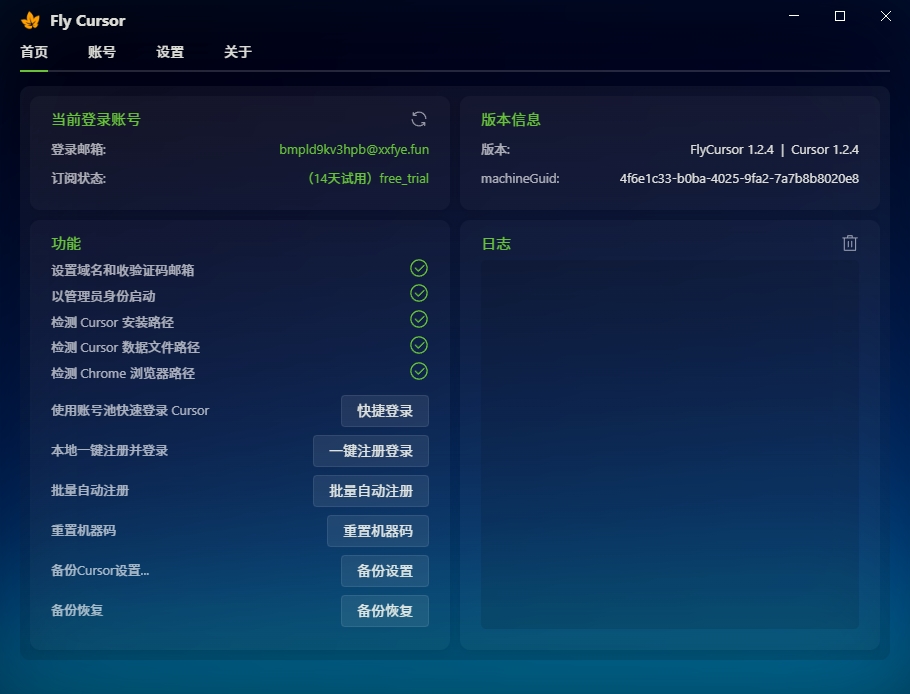 Fly Cursor
首页 账号 设置 关于
当前登录账号
登录邮箱: bmpld9kv3hpb@xxfye.fun
订阅状态: （14天试用）free_trial
版本信息
版本: FlyCursor 1.2.4 | Cursor 1.2.4
machineGuid: 4f6e1c33-b0ba-4025-9fa2-7a7b8b8020e8
功能
设置域名和收验证码邮箱
以管理员身份启动
检测 Cursor 安装路径
检测 Cursor 数据文件路径
检测 Chrome 浏览器路径
使用账号池快速登录 Cursor 快捷登录
本地一键注册并登录 一键注册登录
批量自动注册 批量自动注册
重置机器码 重置机器码
备份Cursor设置... 备份设置
备份恢复 备份恢复
日志